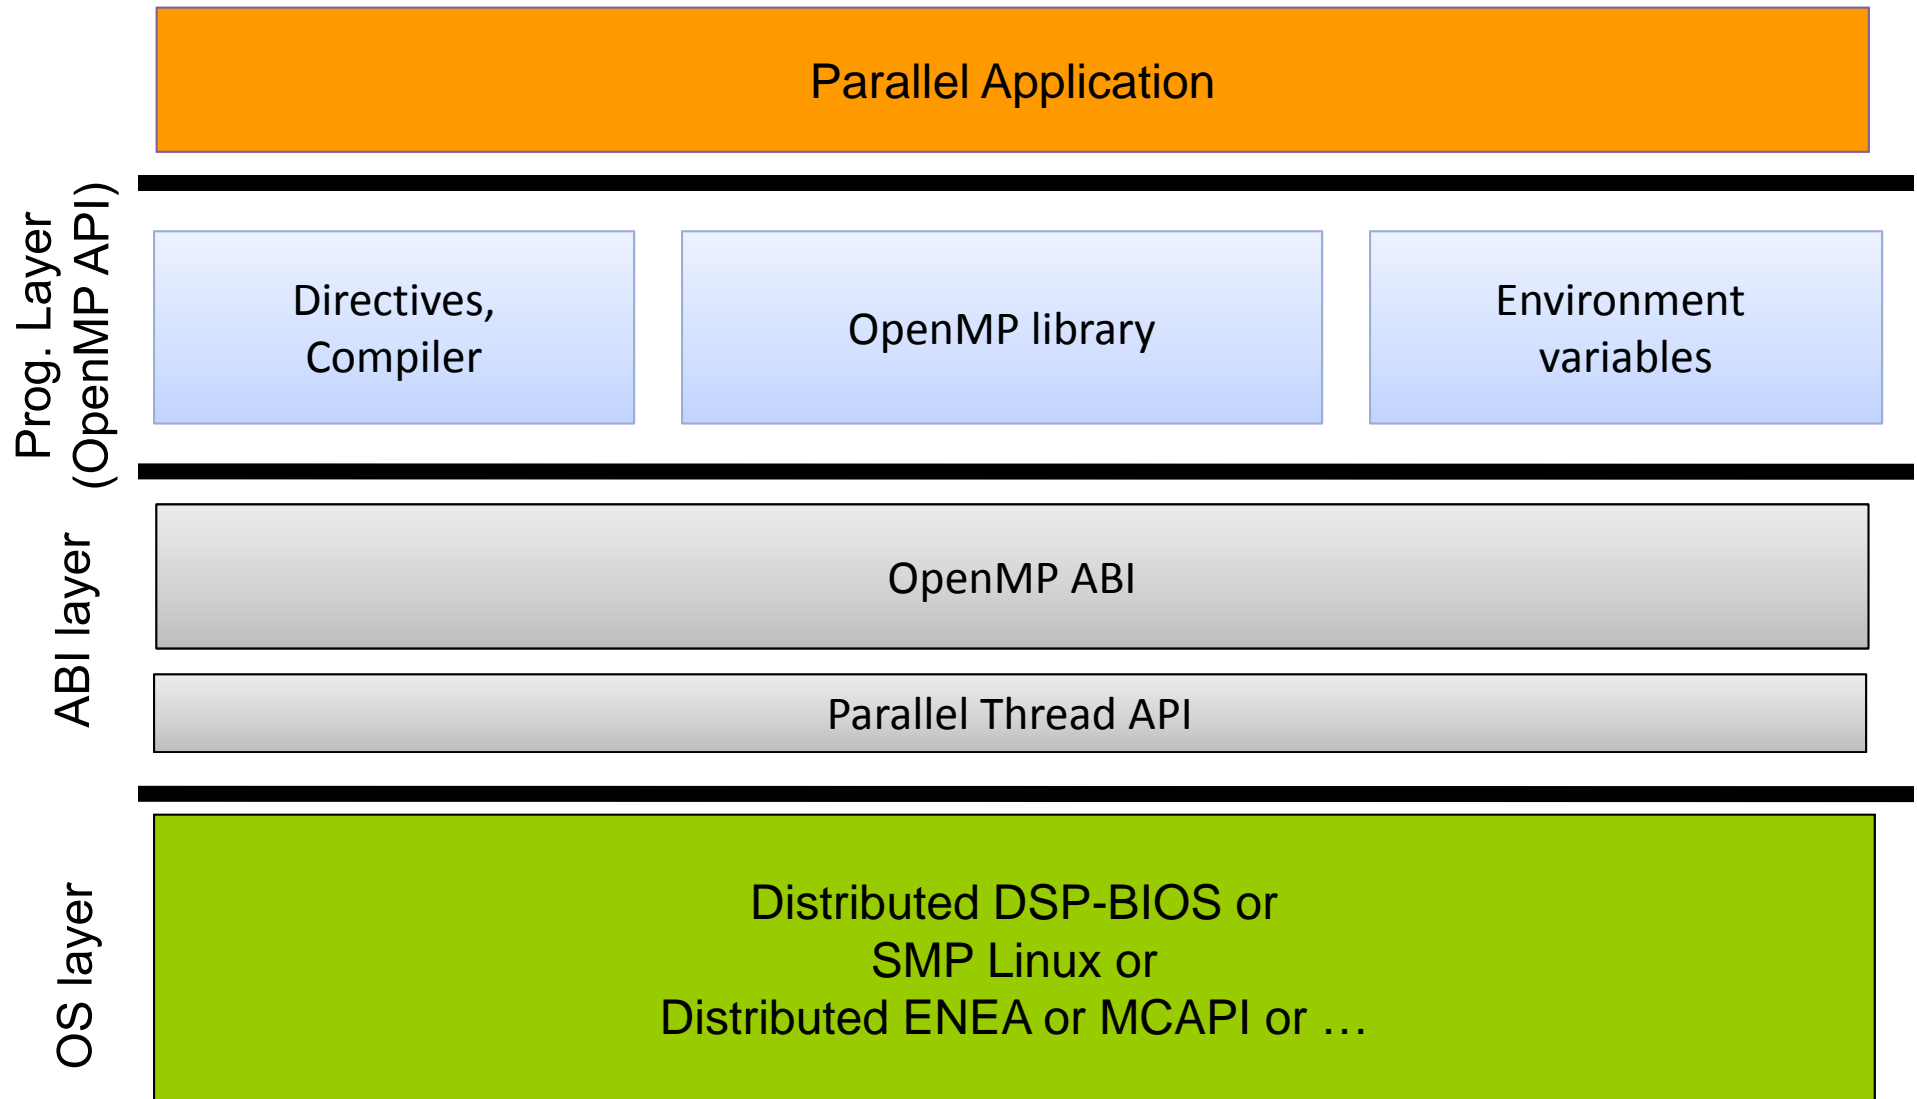 Parallel Application
Prog. Layer
(OpenMP API)
Directives,
Compiler
OpenMP library
Environment
variables
ABI layer
OpenMP ABI
Parallel Thread API
OS layer
Distributed DSP-BIOS or
SMP Linux or
Distributed ENEA or MCAPI or …